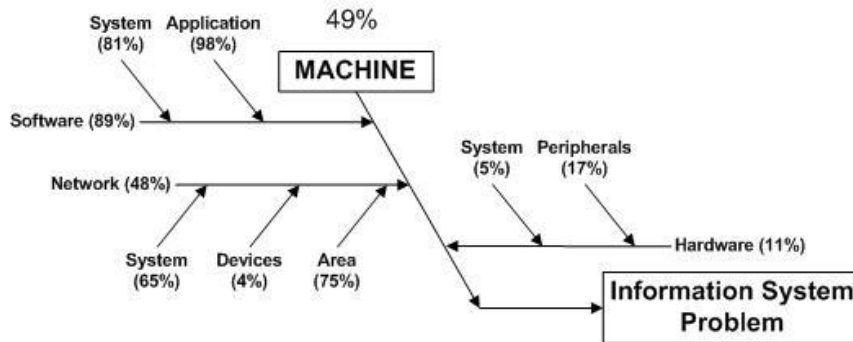 49%
MACHINE
System
(81%)
Application
(98%)
Software (89%)
Network (48%)
System
(65%)
Devices
(4%)
Area
(75%)
System
(5%)
Peripherals
(17%)
Hardware (11%)
Information System
Problem